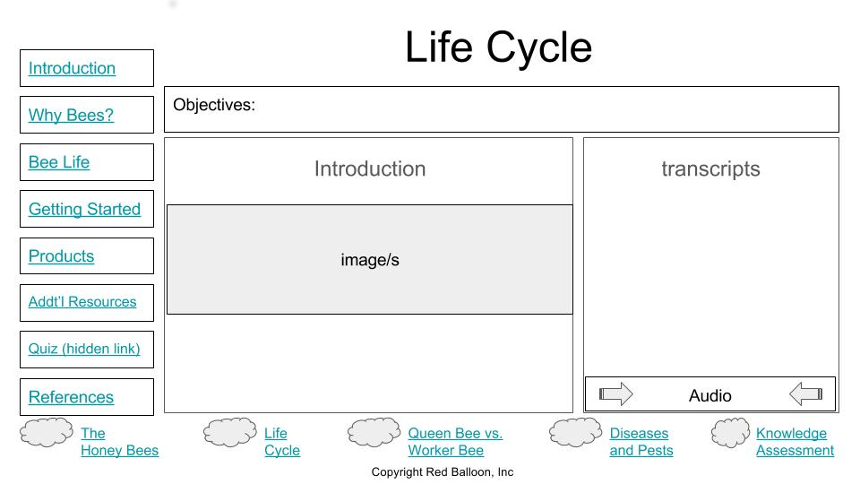 Life Cycle
Introduction
Why Bees?
Bee Life
Getting Started
Products
Addt'l Resources
Quiz (hidden link)
References
Objectives:
Introduction
image/s
transcripts
Audio
The
Honey Bees
Life
Cycle
Queen Bee vs.
Worker Bee
Diseases
and Pests
Knowledge
Assessment
Copyright Red Balloon, Inc